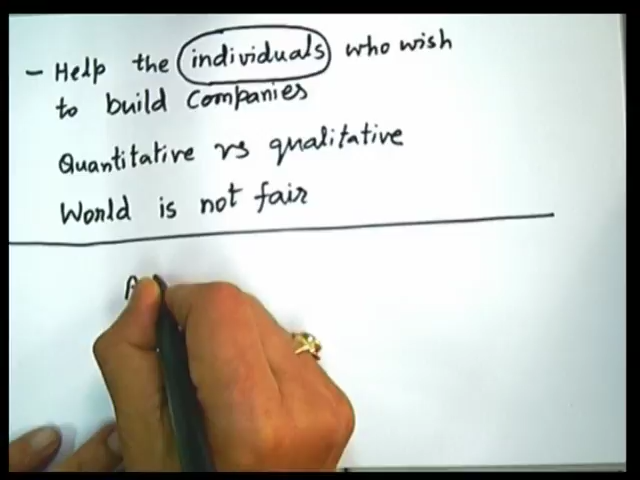 - Help the individuals who wish
to build companies
Quantitative vs qualitative
World is not fair